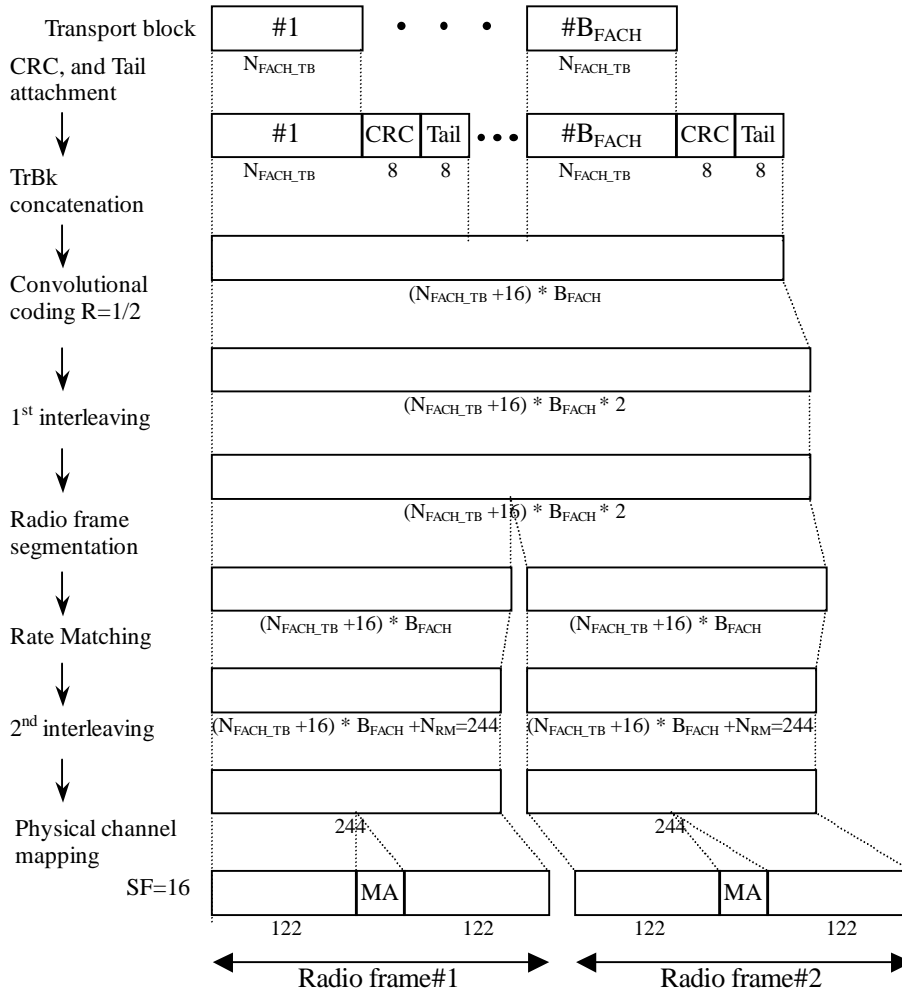 Transport block
#1
• • •
#B_FACH
N_FACH_TB
N_FACH_TB
CRC, and Tail
attachment
#1
CRC
Tail
•••
#B_FACH
CRC
Tail
N_FACH_TB
8
8
N_FACH_TB
8
8
TrBk
concatenation
(N_FACH_TB +16) * B_FACH
Convolutional
coding R=1/2
(N_FACH_TB +16) * B_FACH * 2
1st interleaving
(N_FACH_TB +16) * B_FACH * 2
Radio frame
segmentation
(N_FACH_TB +16) * B_FACH
(N_FACH_TB +16) * B_FACH
Rate Matching
(N_FACH_TB +16) * B_FACH +N_RM=244
(N_FACH_TB +16) * B_FACH +N_RM=244
2nd interleaving
244
244
Physical channel
mapping
SF=16
MA
MA
122
122
122
122
Radio frame#1
Radio frame#2